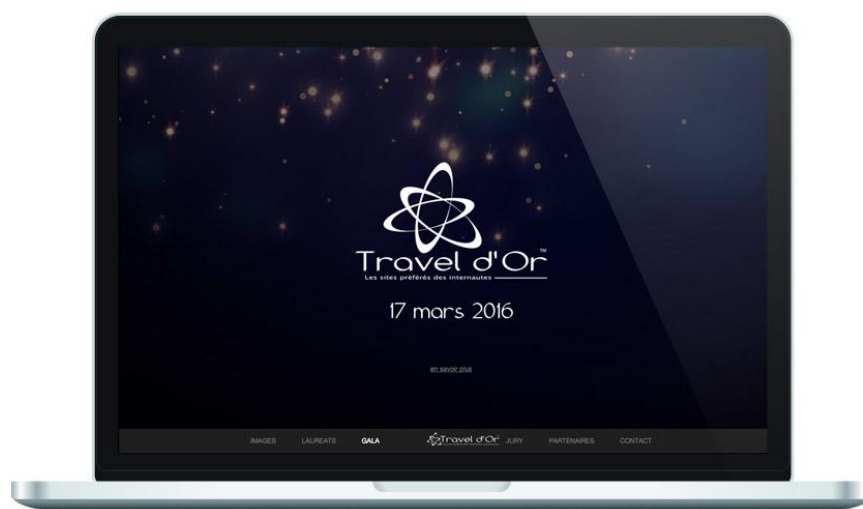 Travel d'Or™
Les sites préférés des internautes
17 mars 2016
en savoir plus
IMAGES LAUREATS GALA Travel d'Or JURY PARTENAIRES CONTACT